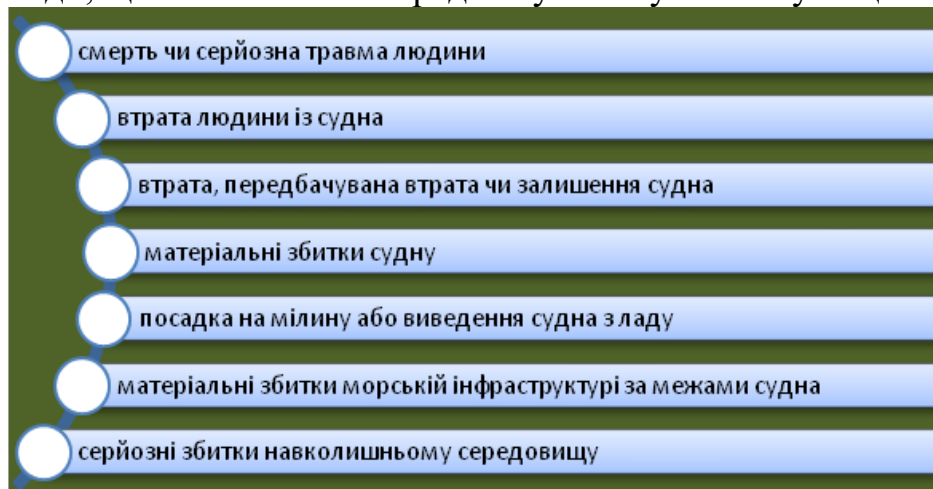 смерть чи серйозна травма людини
втрата людини із судна
втрата, передбачувана втрата чи залишення судна
матеріальні збитки судну
посадка на мілину або виведення судна з ладу
матеріальні збитки морській інфраструктурі за межами судна
серйозні збитки навколишньому середовищу